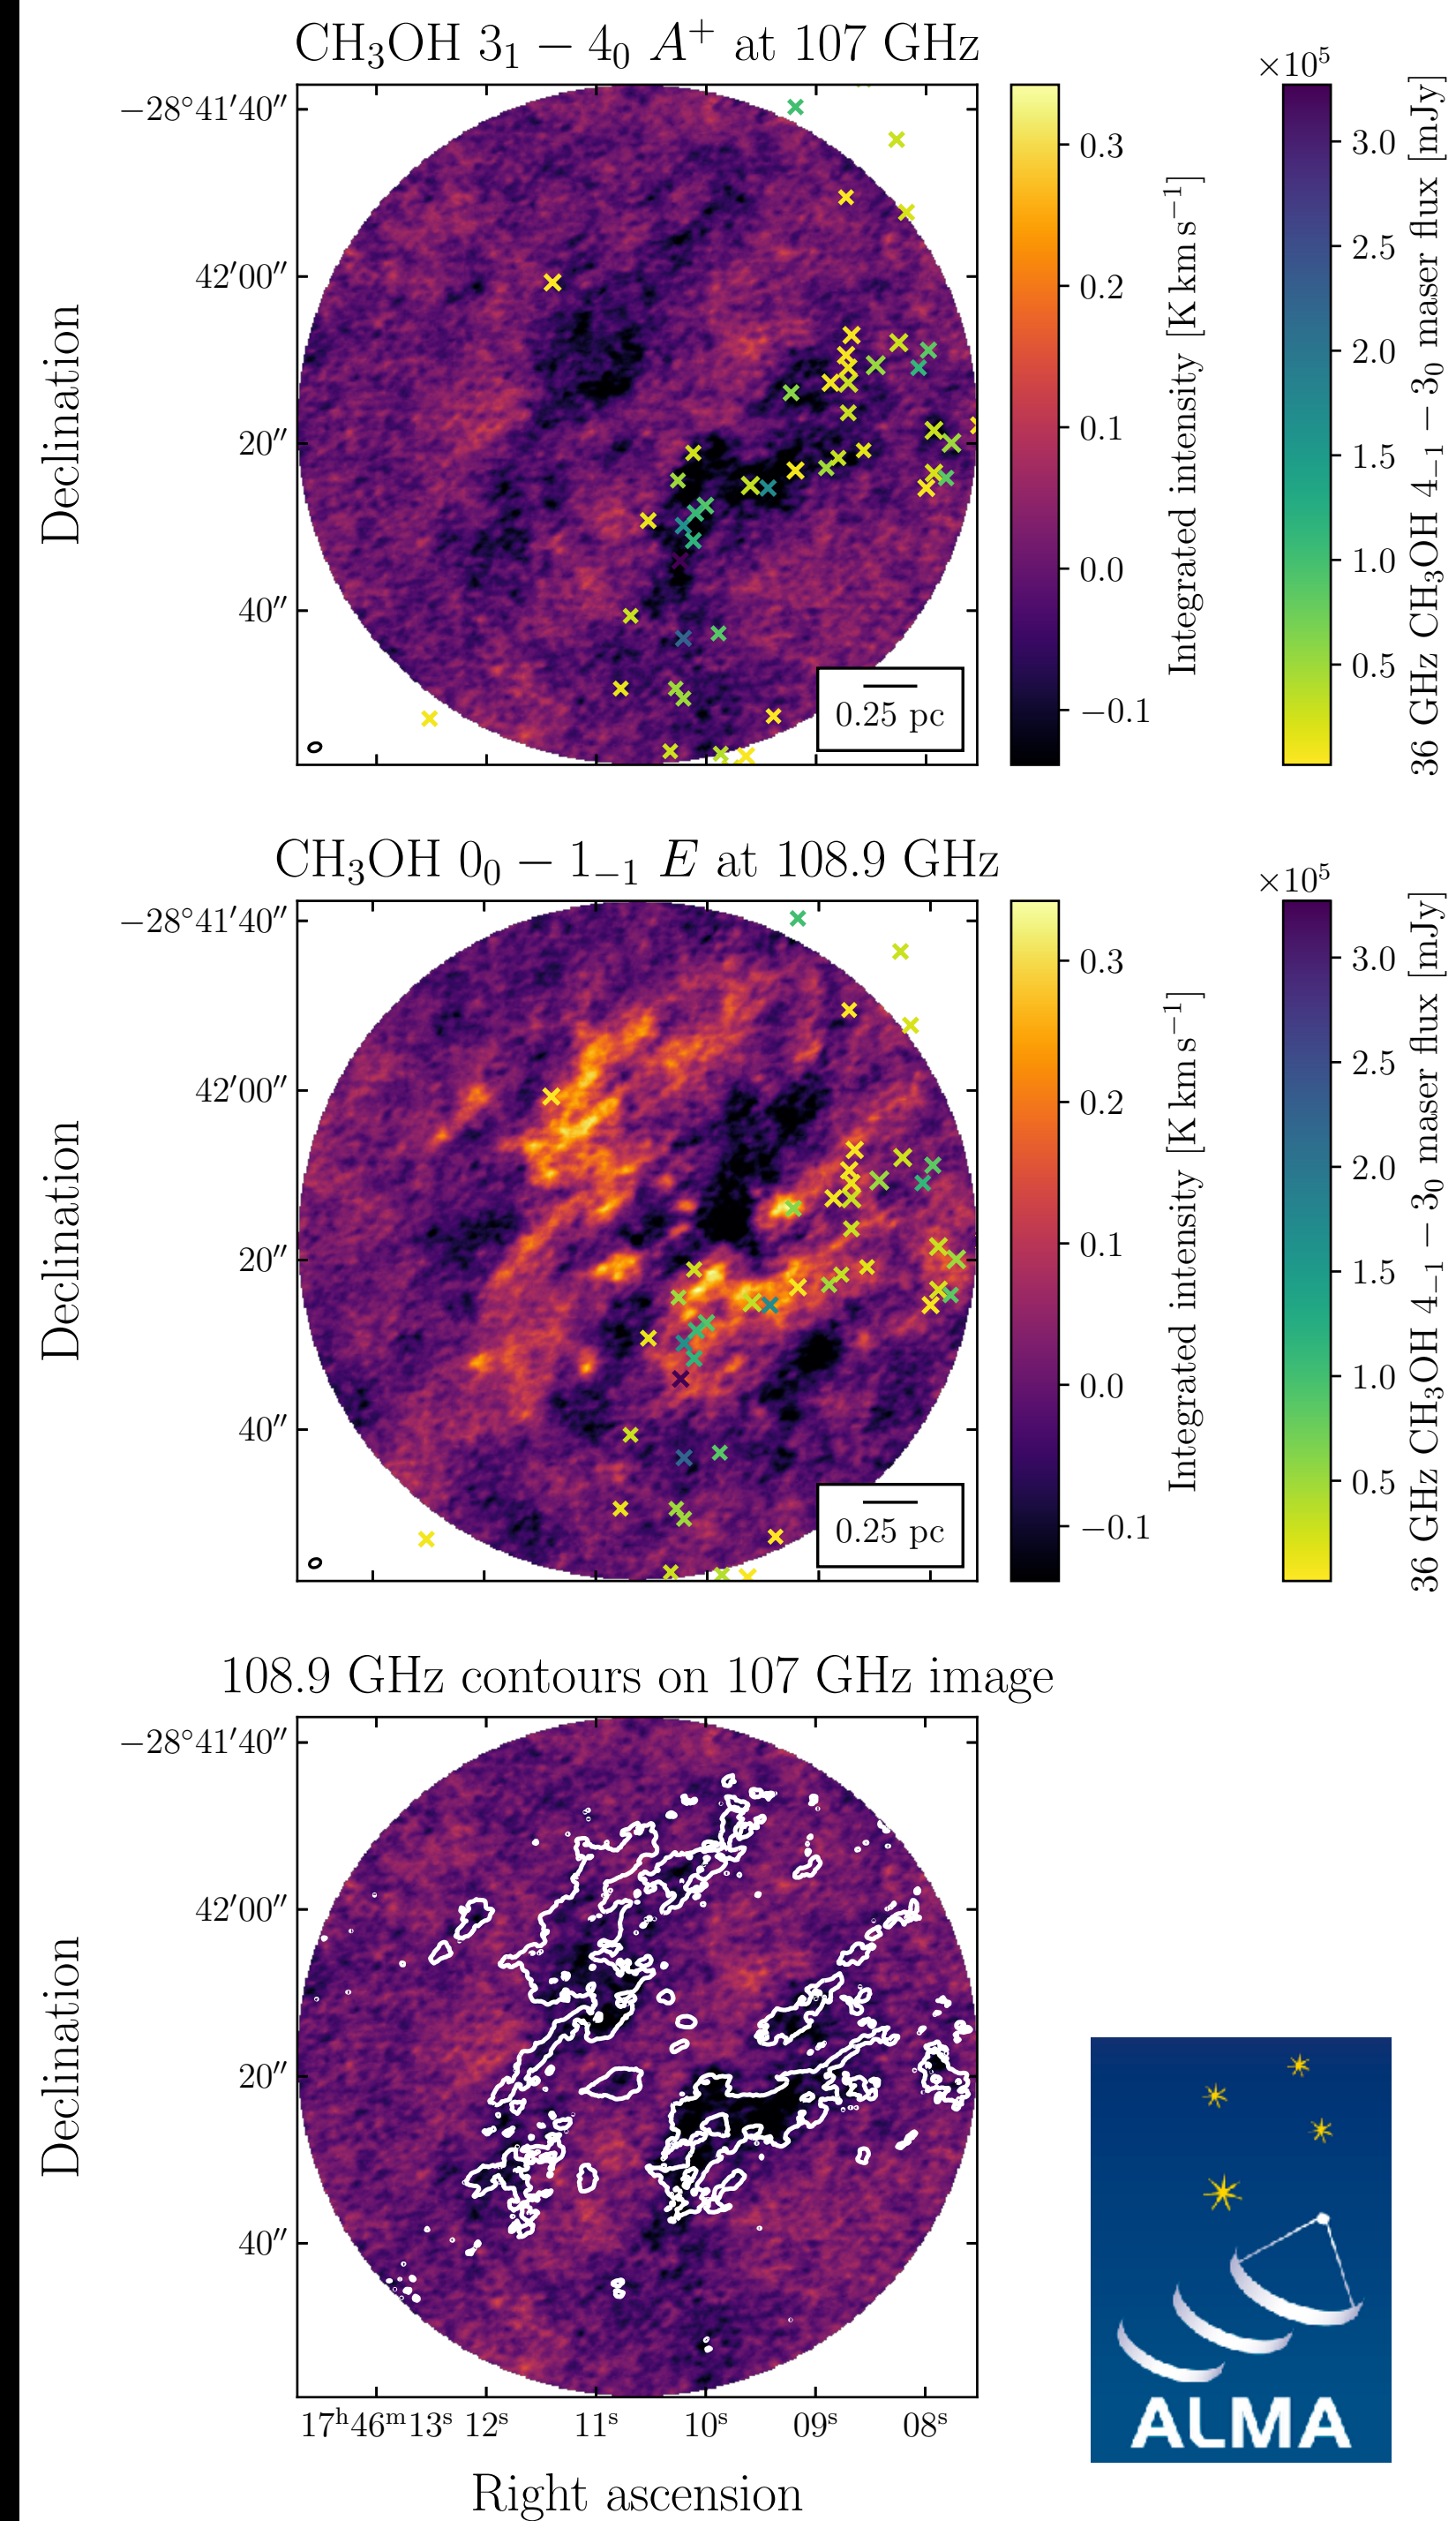 CH₃OH 3₁ − 4₀ A⁺ at 107 GHz
×10⁵
−28°41′40″
42′00″
20″
40″
Declination
0.25 pc
0.3
0.2
0.1
0.0
−0.1
Integrated intensity [K km s⁻¹]
3.0
2.5
2.0
1.5
1.0
0.5
36 GHz CH₃OH 4₋₁ − 3₀ maser flux [mJy]
CH₃OH 0₀ − 1₋₁ E at 108.9 GHz
×10⁵
−28°41′40″
42′00″
20″
40″
Declination
0.25 pc
0.3
0.2
0.1
0.0
−0.1
Integrated intensity [K km s⁻¹]
3.0
2.5
2.0
1.5
1.0
0.5
36 GHz CH₃OH 4₋₁ − 3₀ maser flux [mJy]
108.9 GHz contours on 107 GHz image
−28°41′40″
42′00″
20″
40″
Declination
17ʰ46ᵐ13ˢ 12ˢ 11ˢ 10ˢ 09ˢ 08ˢ
Right ascension
ALMA